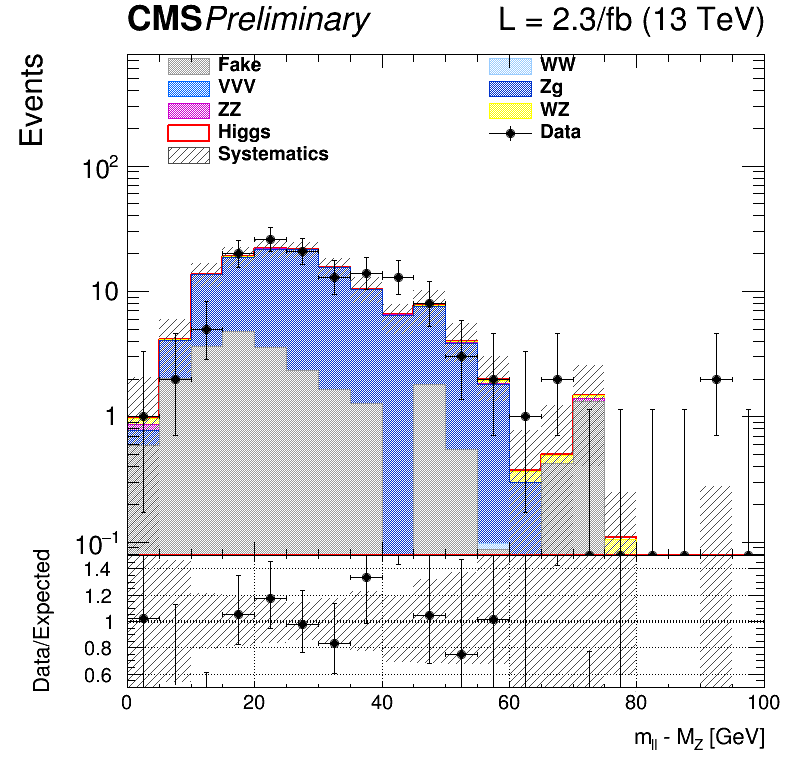 CMS Preliminary L = 2.3/fb (13 TeV)
Events
Fake WW
VVV Zg
ZZ WZ
Higgs Data
Systematics
10²
10
1
10⁻¹
Data/Expected
1.4
1.2
1
0.8
0.6
0 20 40 60 80 100
m_ll - M_Z [GeV]